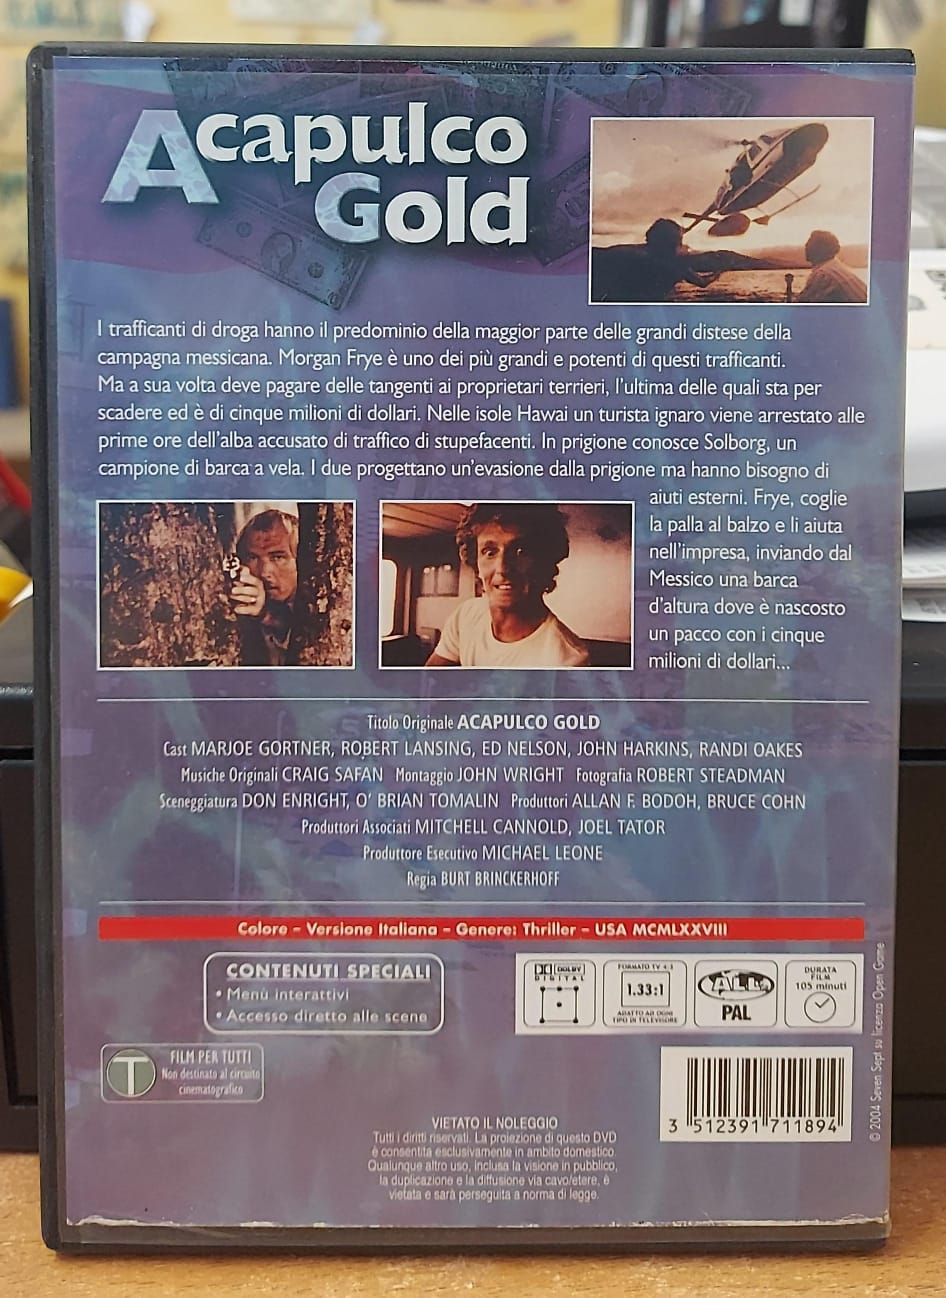 Acapulco
Gold
I trafficanti di droga hanno il predominio della maggior parte delle grandi distese della
campagna messicana. Morgan Frye è uno dei più grandi e potenti di questi trafficanti.
Ma a sua volta deve pagare delle tangenti ai proprietari terrieri, l'ultima delle quali sta per
scadere ed è di cinque milioni di dollari. Nelle isole Hawai un turista ignaro viene arrestato alle
prime ore dell'alba accusato di traffico di stupefacenti. In prigione conosce Solborg, un
campione di barca a vela. I due progettano un'evasione dalla prigione ma hanno bisogno di
aiuti esterni. Frye, coglie
la palla al balzo e li aiuta
nell'impresa, inviando dal
Messico una barca
d'altura dove è nascosto
un pacco con i cinque
milioni di dollari...
Titolo Originale ACAPULCO GOLD
Cast MARJOE GORTNER, ROBERT LANSING, ED NELSON, JOHN HARKINS, RANDI OAKES
Musiche Originali CRAIG SAFAN Montaggio JOHN WRIGHT Fotografia ROBERT STEADMAN
Sceneggiatura DON ENRIGHT, O' BRIAN TOMALIN Produttori ALLAN F. BODOH, BRUCE COHN
Produttori Associati MITCHELL CANNOLD, JOEL TATOR
Produttore Esecutivo MICHAEL LEONE
Regia BURT BRINCKERHOFF
Colore - Versione Italiana - Genere: Thriller - USA MCMLXXVIII
CONTENUTI SPECIALI
• Menù interattivi
• Accesso diretto alle scene
DOLBY
DIGITAL
FORMATO TV 4:3
1.33:1
ADATTO AD OGNI
TIPO DI TELEVISORE
ALL
PAL
DURATA
FILM
105 minuti
FILM PER TUTTI
T
Non destinato al circuito
cinematografico
3 512391 711894
© 2004 Seven Sept su licenza Open Game
VIETATO IL NOLEGGIO
Tutti i diritti riservati. La proiezione di questo DVD
è consentita esclusivamente in ambito domestico.
Qualunque altro uso, inclusa la visione in pubblico,
la duplicazione e la diffusione via cavo/etere, è
vietata e sarà perseguita a norma di legge.